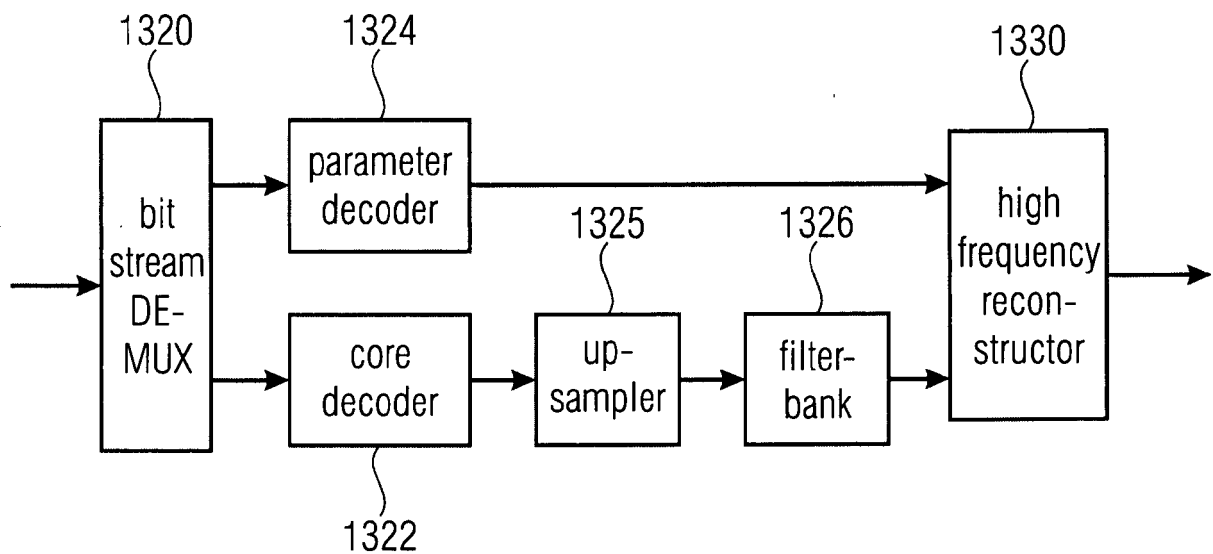 1320
1324
1330
bit
stream
DE-
MUX
parameter
decoder
1325
1326
high
frequency
recon-
structor
core
decoder
up-
sampler
filter-
bank
1322